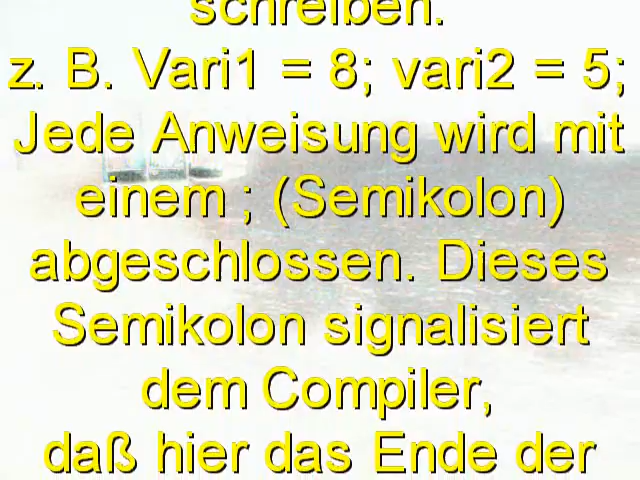 schreiben.
z. B. Vari1 = 8; vari2 = 5;
Jede Anweisung wird mit
einem ; (Semikolon)
abgeschlossen. Dieses
Semikolon signalisiert
dem Compiler,
daß hier das Ende der